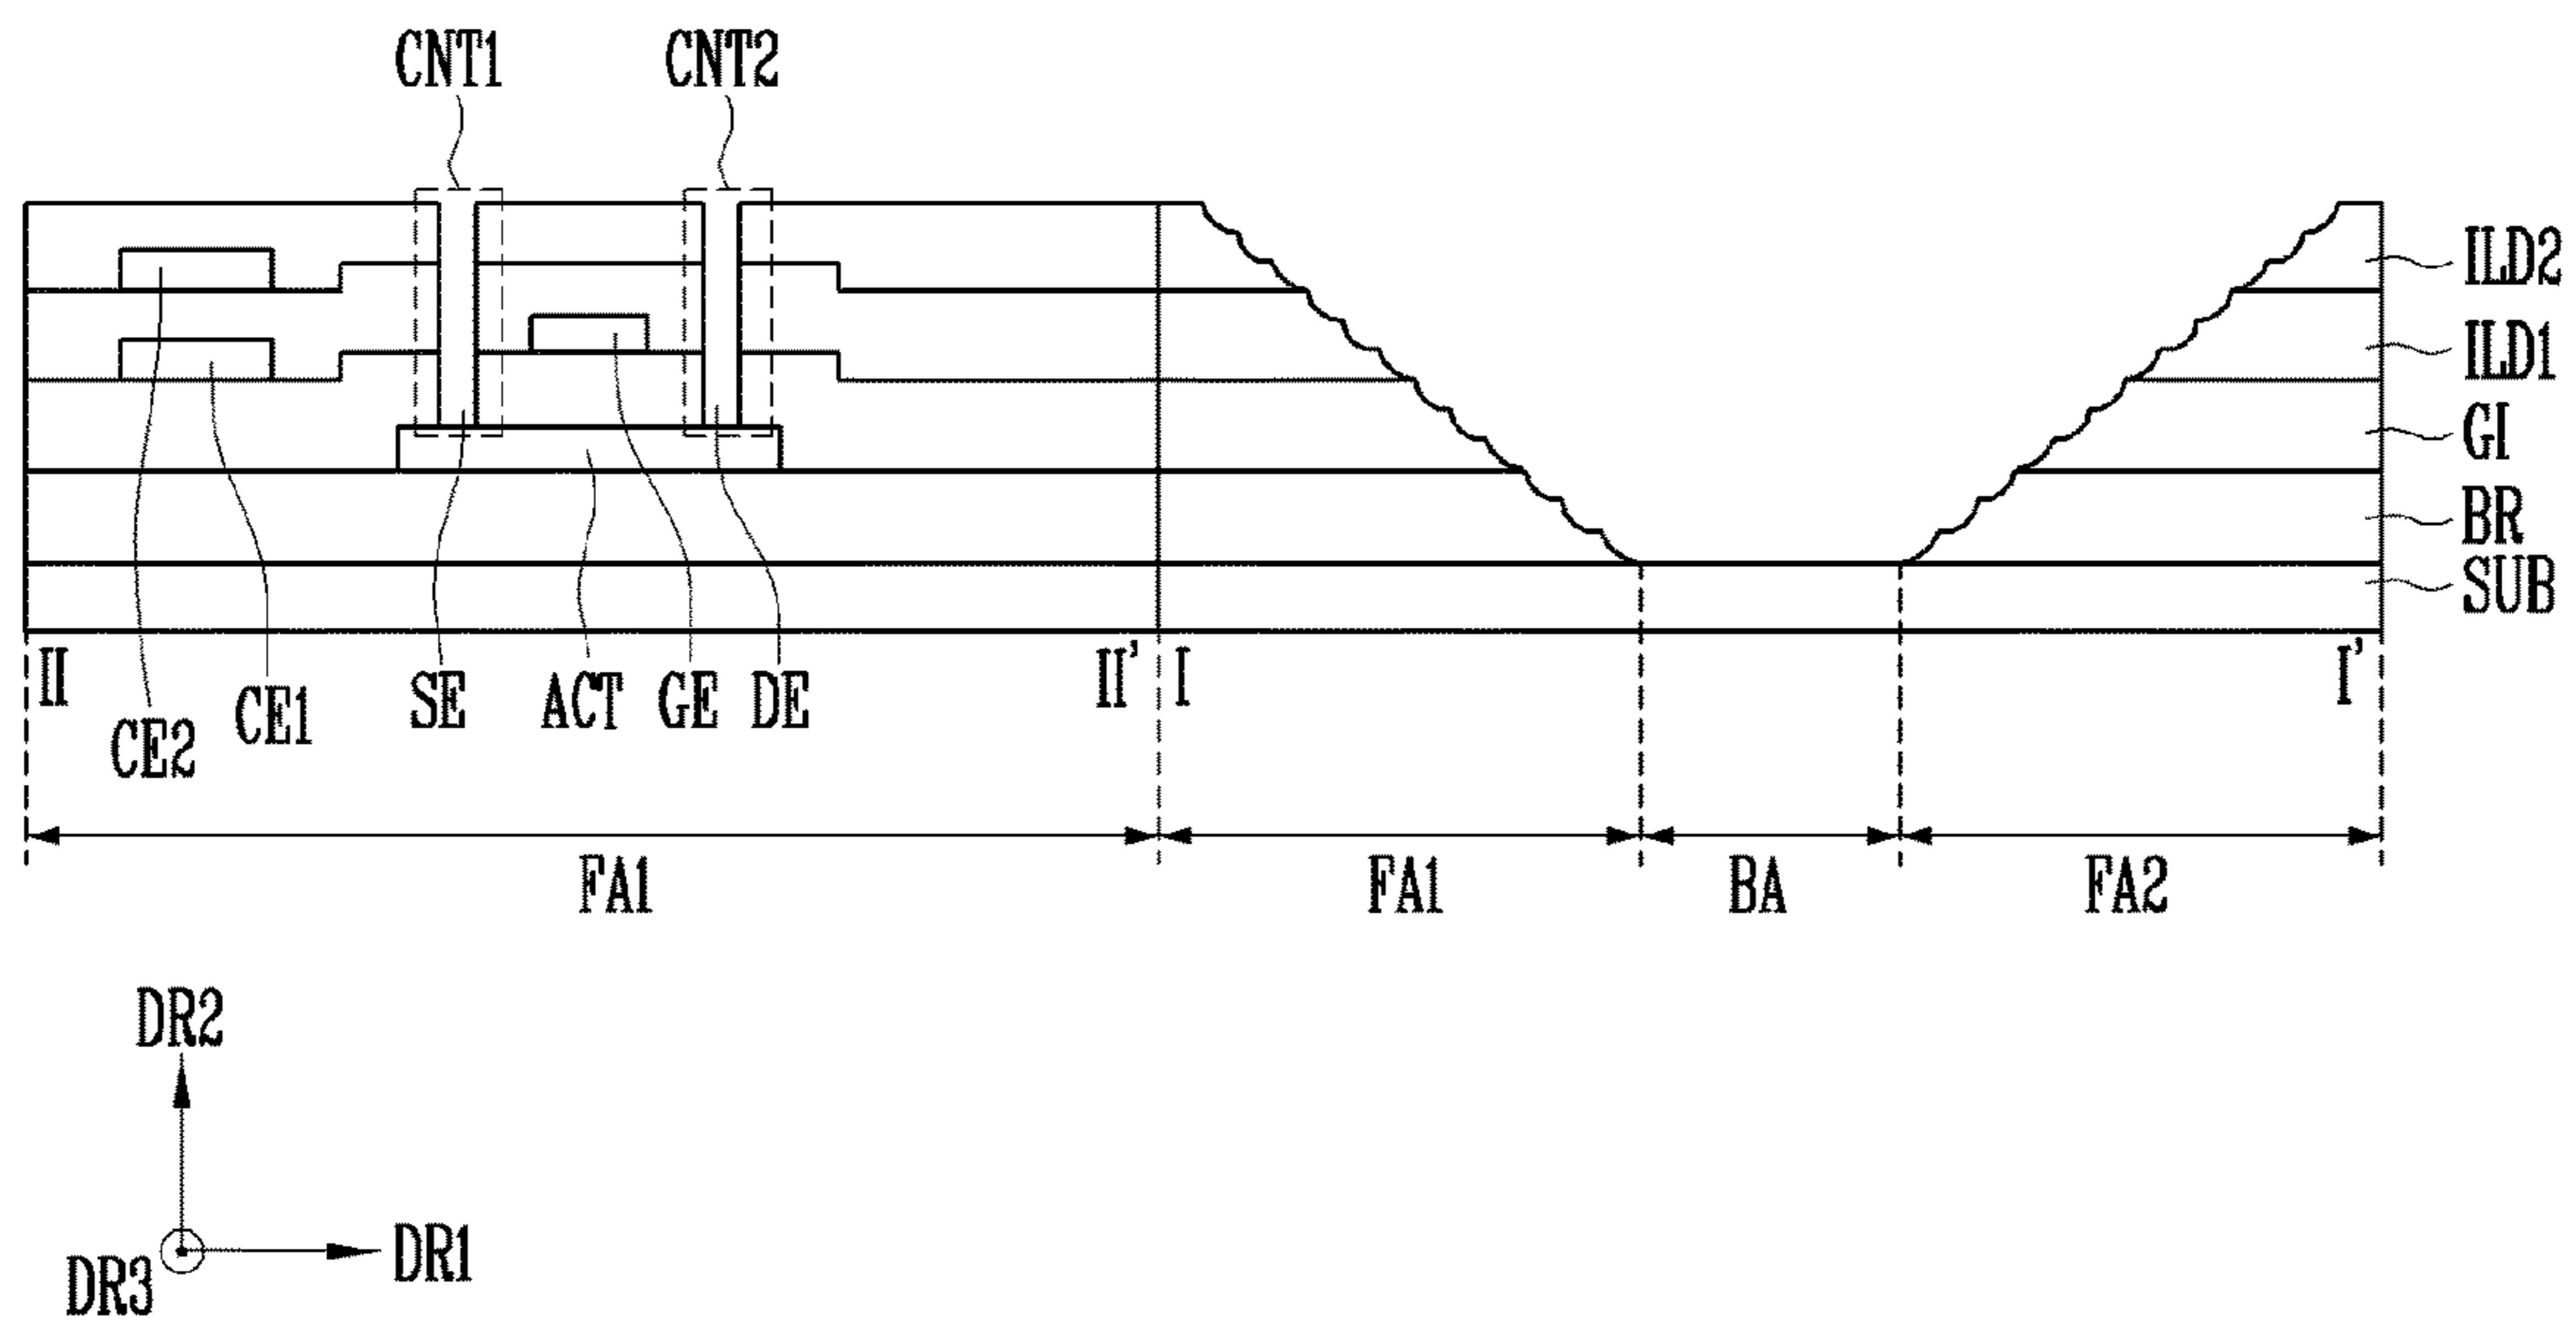 CNT1 CNT2
ILD2
ILD1
GI
BR
SUB
II II' I I'
CE2 CE1 SE ACT GE DE
FA1 FA1 BA FA2
DR2
DR3 DR1